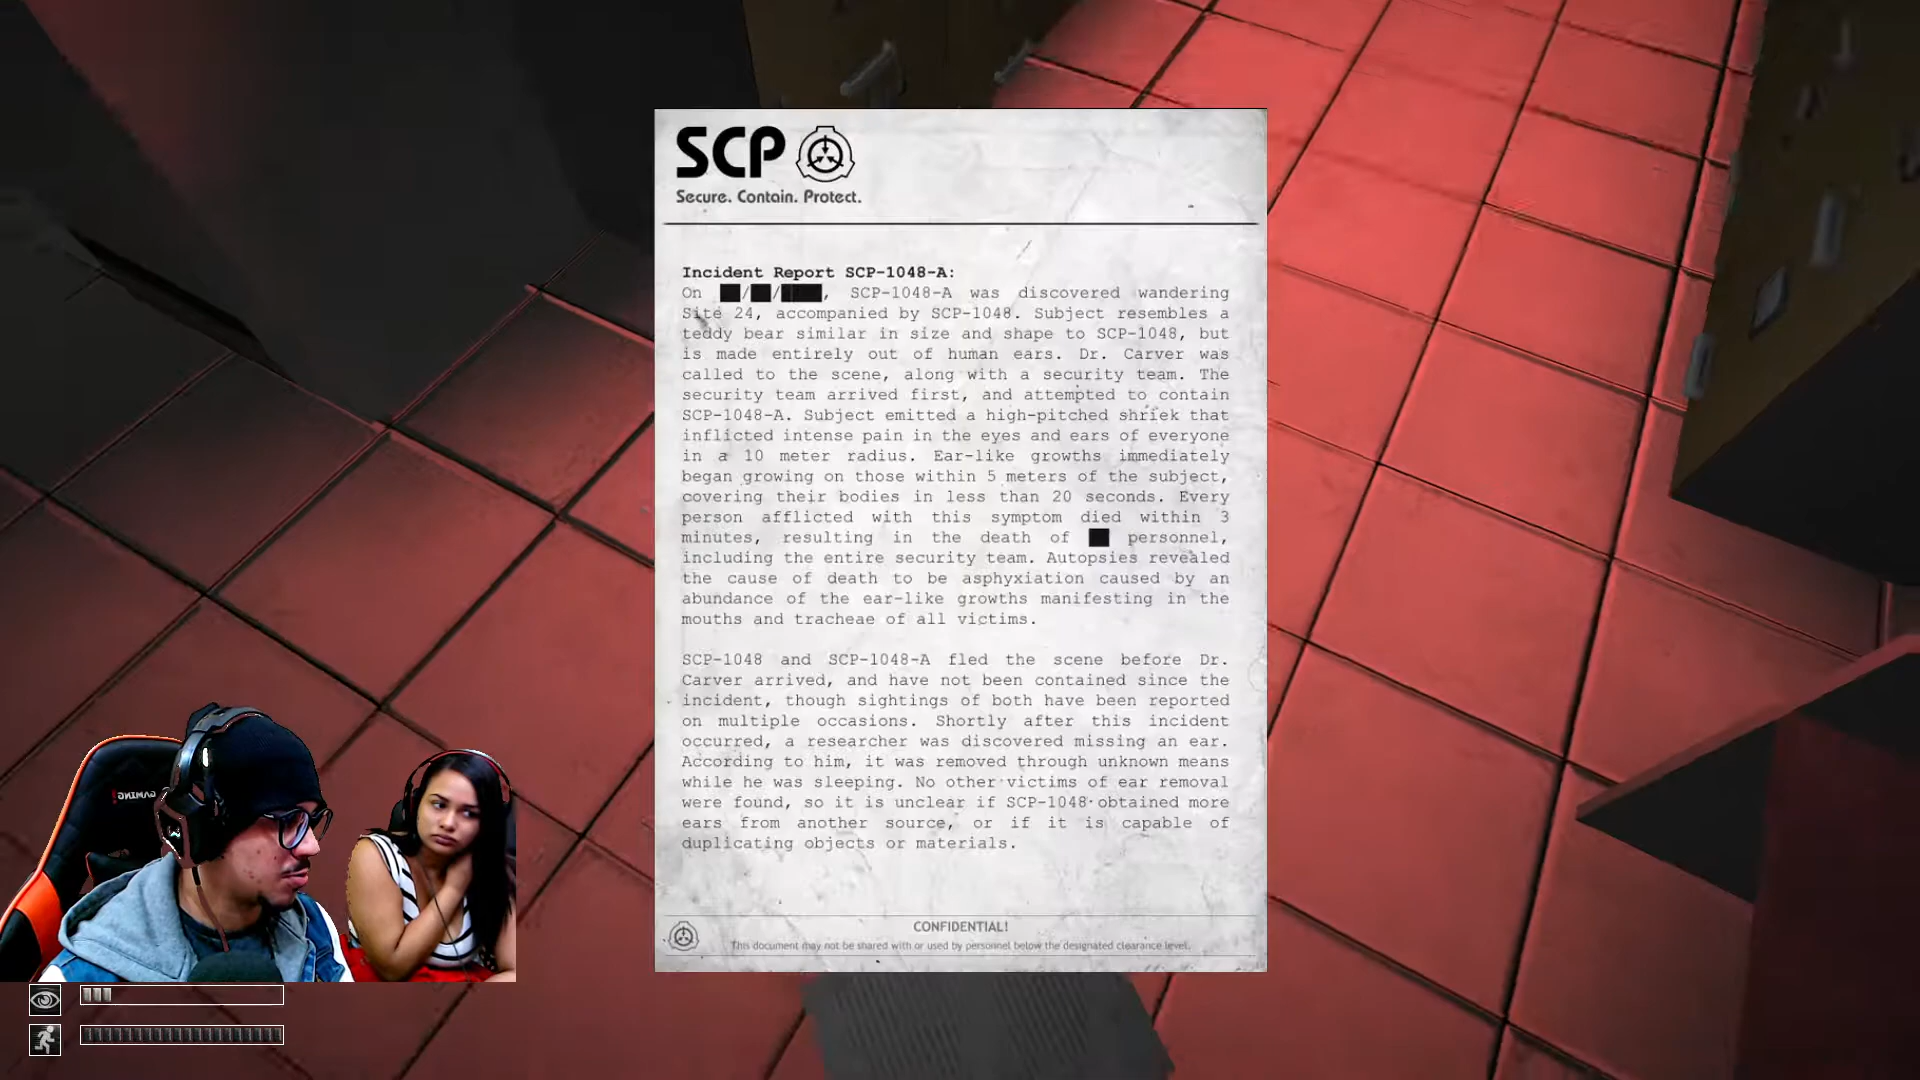 SCP
Secure. Contain. Protect.
Incident Report SCP-1048-A:
On ██/██/████, SCP-1048-A was discovered wandering
Site 24, accompanied by SCP-1048. Subject resembles a
teddy bear similar in size and shape to SCP-1048, but
is made entirely out of human ears. Dr. Carver was
called to the scene, along with a security team. The
security team arrived first, and attempted to contain
SCP-1048-A. Subject emitted a high-pitched shriek that
inflicted intense pain in the eyes and ears of everyone
in a 10 meter radius. Ear-like growths immediately
began growing on those within 5 meters of the subject,
covering their bodies in less than 20 seconds. Every
person afflicted with this symptom died within 3
minutes, resulting in the death of ██ personnel,
including the entire security team. Autopsies revealed
the cause of death to be asphyxiation caused by an
abundance of the ear-like growths manifesting in the
mouths and tracheae of all victims.
SCP-1048 and SCP-1048-A fled the scene before Dr.
Carver arrived, and have not been contained since the
incident, though sightings of both have been reported
on multiple occasions. Shortly after this incident
occurred, a researcher was discovered missing an ear.
According to him, it was removed through unknown means
while he was sleeping. No other victims of ear removal
were found, so it is unclear if SCP-1048 obtained more
ears from another source, or if it is capable of
duplicating objects or materials.
CONFIDENTIAL!
This document may not be shared with or used by personnel below the designated clearance level.
GAMING